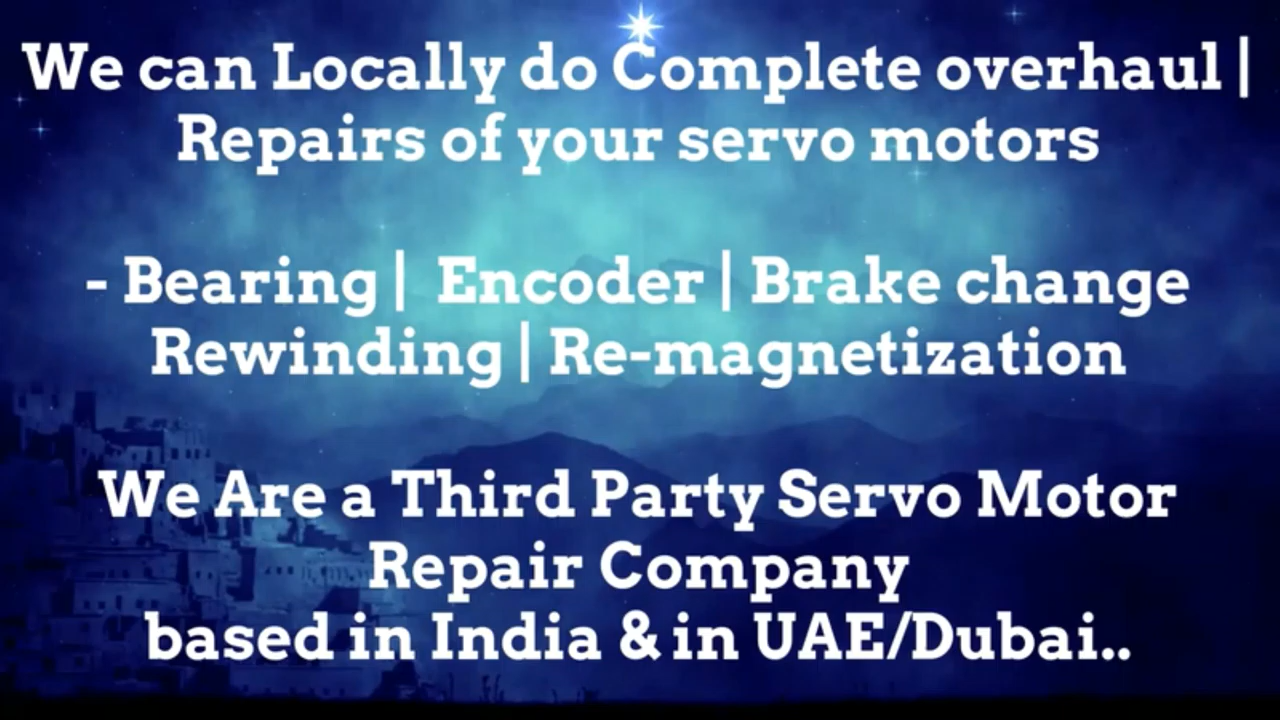 We can Locally do Complete overhaul |
Repairs of your servo motors
- Bearing | Encoder | Brake change
Rewinding | Re-magnetization
We Are a Third Party Servo Motor
Repair Company
based in India & in UAE/Dubai..